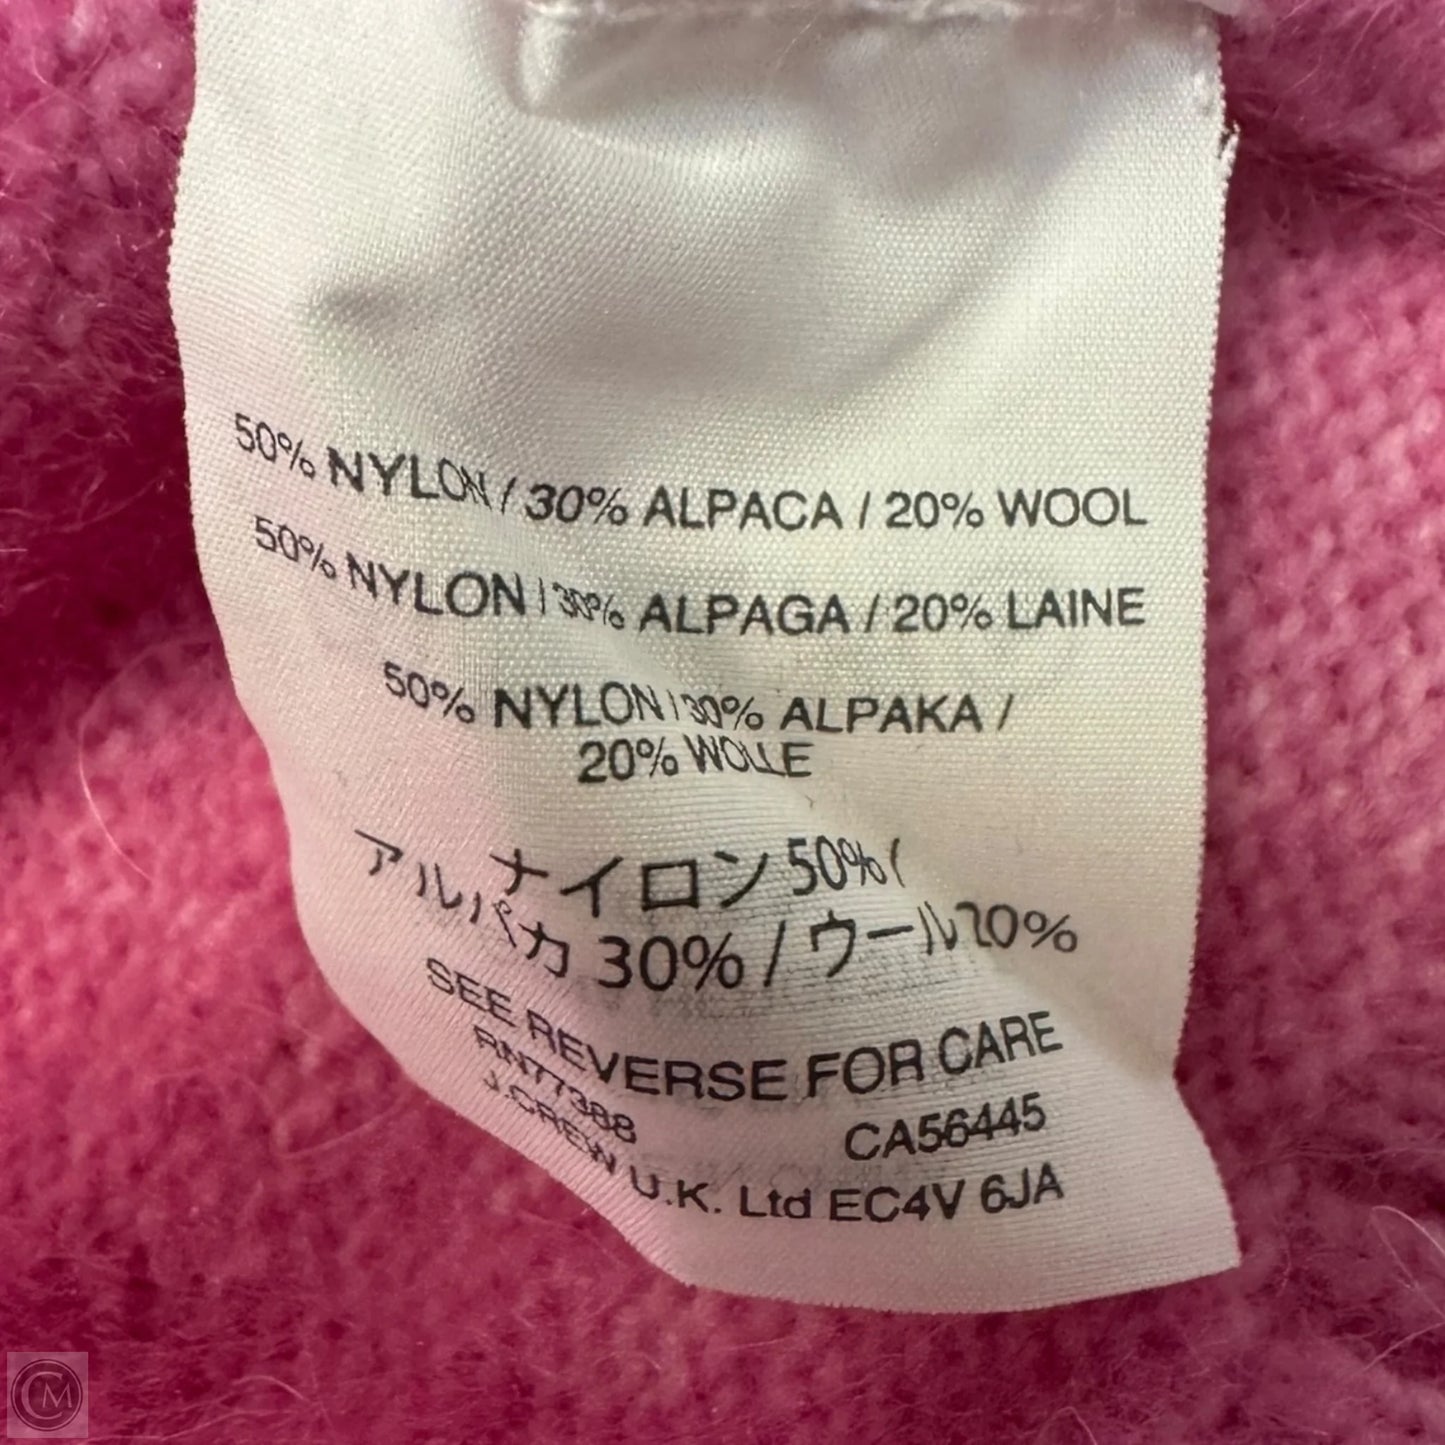 50% NYLON / 30% ALPACA / 20% WOOL
50% NYLON / 30% ALPAGA / 20% LAINE
50% NYLON / 30% ALPAKA /
20% WOLLE
ナイロン 50% /
アルパカ 30% / ウール 20%
SEE REVERSE FOR CARE
RN77388 CA56445
J.CREW U.K. Ltd EC4V 6JA
CM